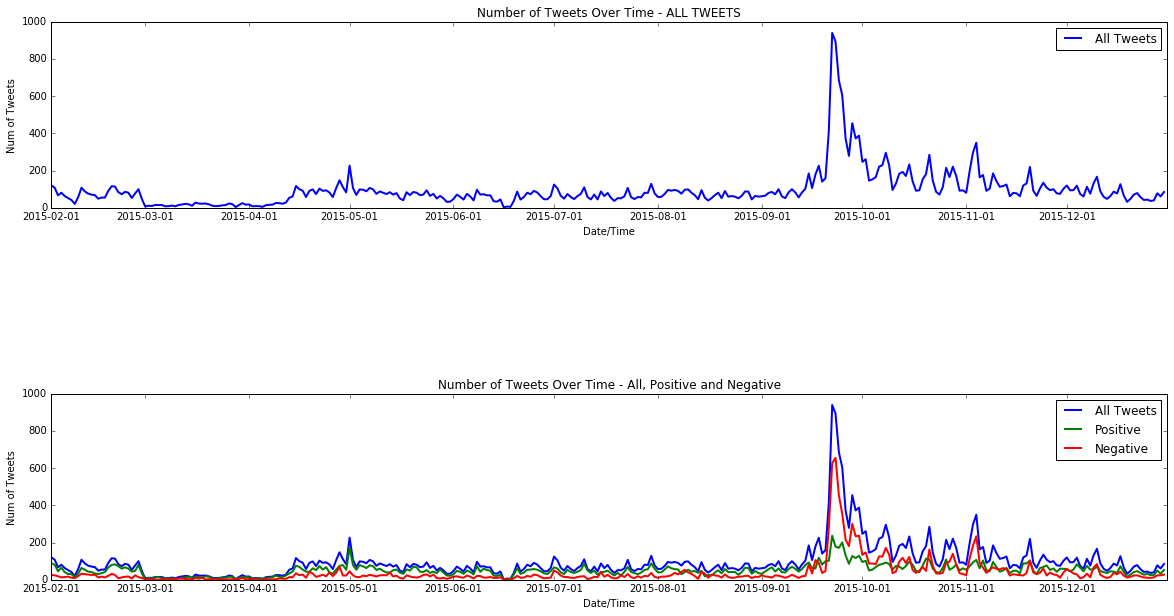 Number of Tweets Over Time - ALL TWEETS
1000
800
600
400
200
0
Num of Tweets
All Tweets
2015-02-01 2015-03-01 2015-04-01 2015-05-01 2015-06-01 2015-07-01 2015-08-01 2015-09-01 2015-10-01 2015-11-01 2015-12-01
Date/Time
Number of Tweets Over Time - All, Positive and Negative
1000
800
600
400
200
0
Num of Tweets
All Tweets
Positive
Negative
2015-02-01 2015-03-01 2015-04-01 2015-05-01 2015-06-01 2015-07-01 2015-08-01 2015-09-01 2015-10-01 2015-11-01 2015-12-01
Date/Time